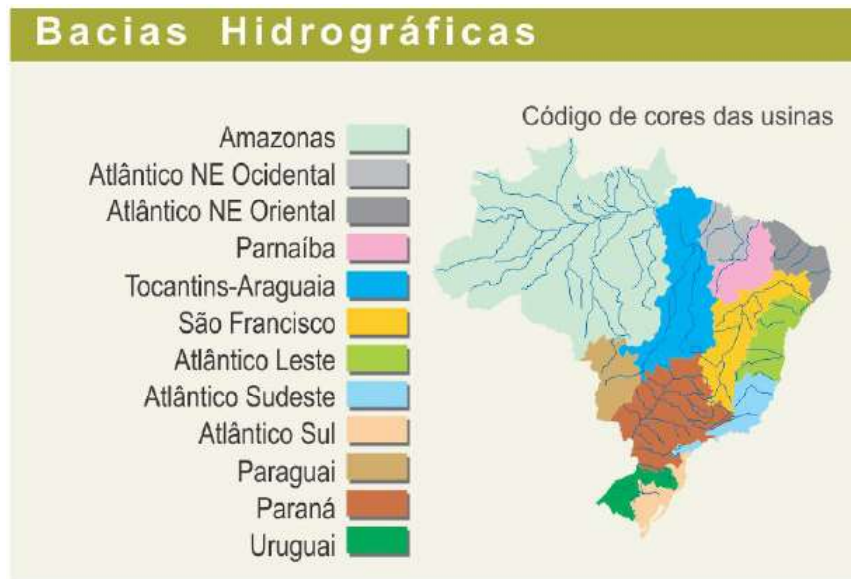 Bacias Hidrográficas
Código de cores das usinas
Amazonas
Atlântico NE Ocidental
Atlântico NE Oriental
Parnaíba
Tocantins-Araguaia
São Francisco
Atlântico Leste
Atlântico Sudeste
Atlântico Sul
Paraguai
Paraná
Uruguai